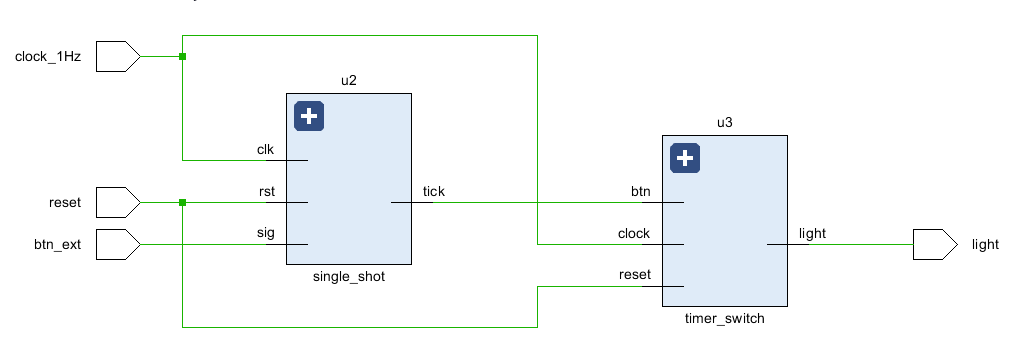 clock_1Hz
u2
u3
clk
reset
rst
tick
btn
btn_ext
sig
clock
light
light
reset
single_shot
timer_switch